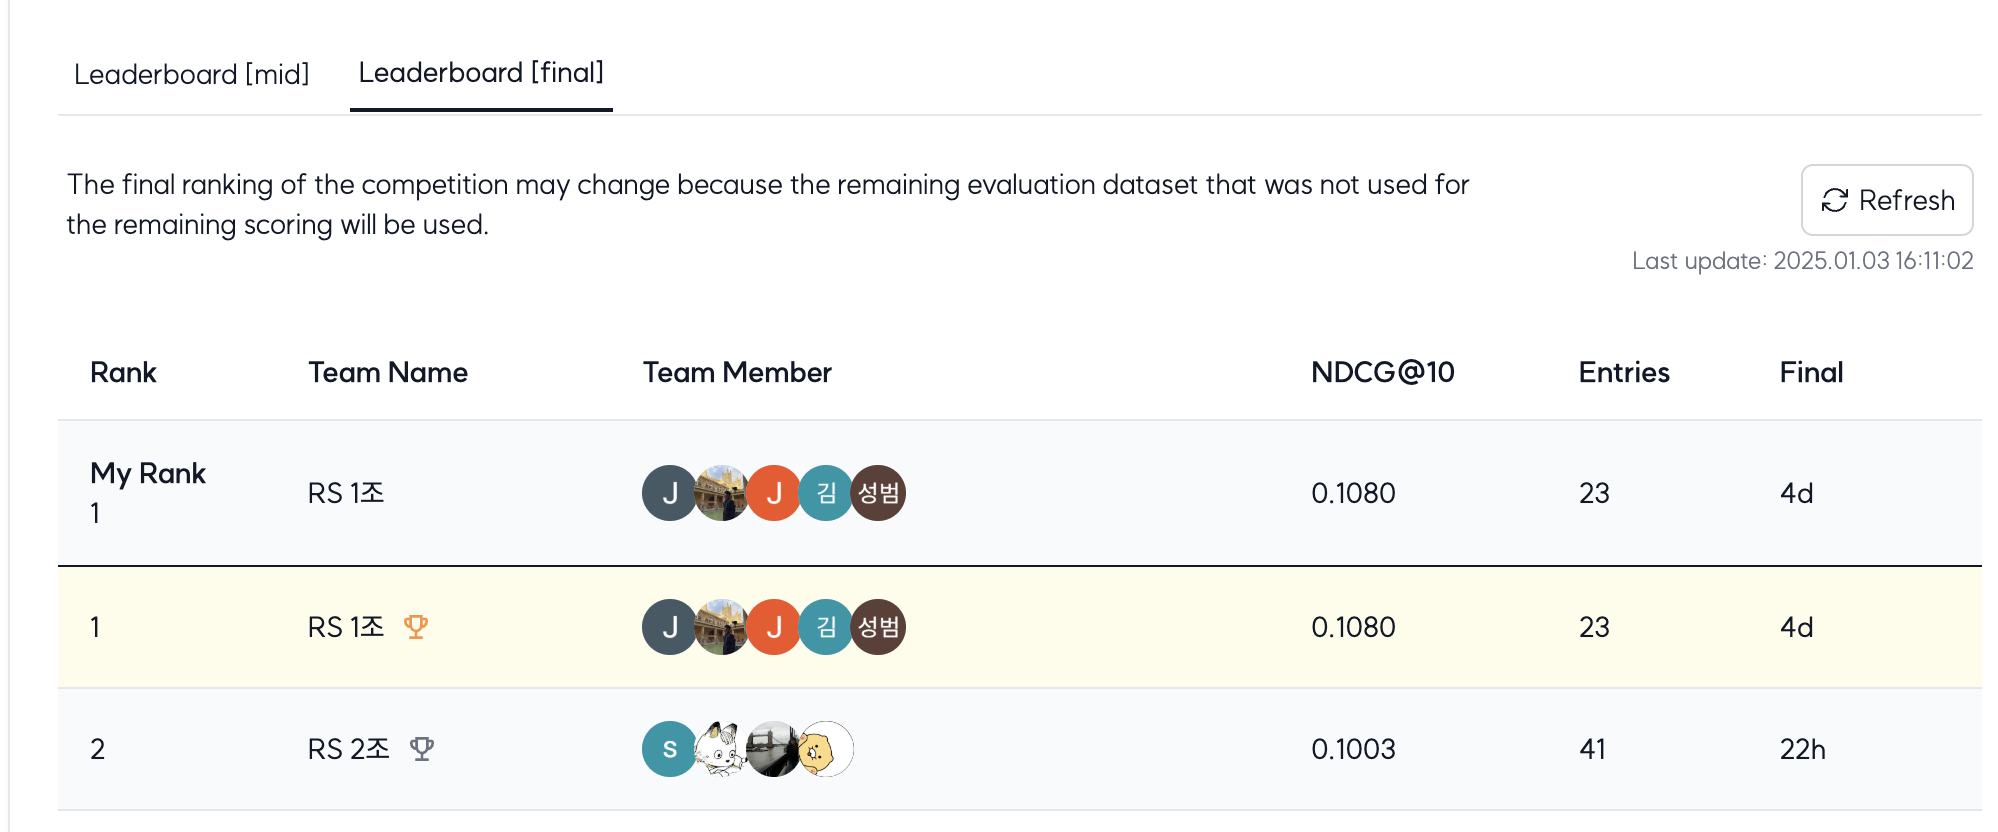 Leaderboard [mid] Leaderboard [final]
The final ranking of the competition may change because the remaining evaluation dataset that was not used for
the remaining scoring will be used.
Refresh
Last update: 2025.01.03 16:11:02
Rank Team Name Team Member NDCG@10 Entries Final
My Rank
1 RS 1조 J J 김 성범 0.1080 23 4d
1 RS 1조 J J 김 성범 0.1080 23 4d
2 RS 2조 S 0.1003 41 22h